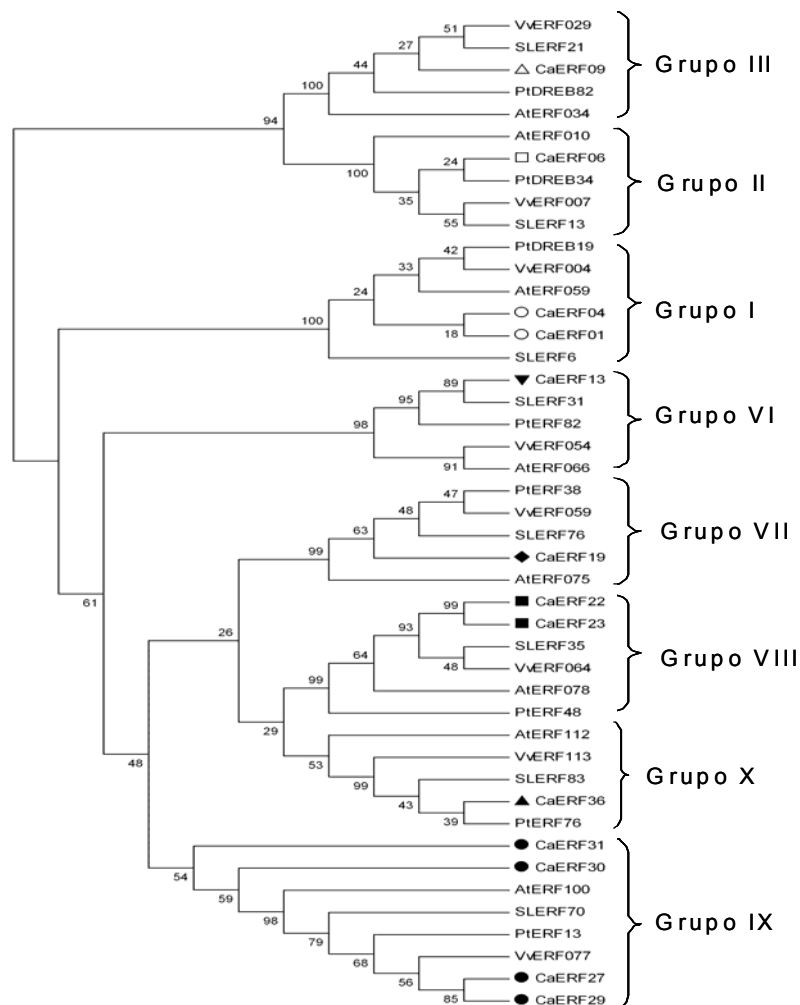 VvERF029
51
SLERF21
27
Grupo III
CaERF09
44
PtDREB82
100
AtERF034
94
AtERF010
CaERF06
24
100
PtDREB34
Grupo II
35
VvERF007
SLERF13
55
PtDREB19
42
VvERF004
33
AtERF059
24
CaERF04
Grupo I
100
CaERF01
18
SLERF6
CaERF13
89
SLERF31
95
PtERF82
Grupo VI
98
VvERF054
91
AtERF066
PtERF38
47
VvERF059
48
SLERF76
Grupo VII
63
CaERF19
99
AtERF075
61
CaERF22
99
CaERF23
93
26
SLERF35
64
48
VvERF064
Grupo VIII
99
AtERF078
PtERF48
29
AtERF112
53
VvERF113
48
99
SLERF83
Grupo X
43
CaERF36
39
PtERF76
CaERF31
54
CaERF30
59
AtERF100
98
SLERF70
Grupo IX
79
PtERF13
68
VvERF077
56
CaERF27
85
CaERF29